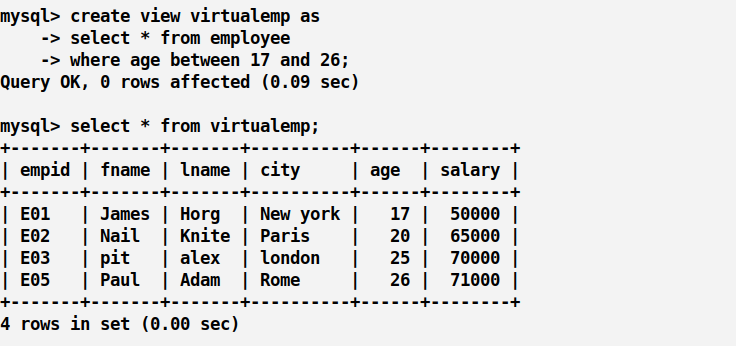 mysql> create view virtualemp as
    -> select * from employee
    -> where age between 17 and 26;
Query OK, 0 rows affected (0.09 sec)

mysql> select * from virtualemp;
+-------+-------+-------+----------+------+--------+
| empid | fname | lname | city     | age  | salary |
+-------+-------+-------+----------+------+--------+
| E01   | James | Horg  | New york |   17 |  50000 |
| E02   | Nail  | Knite | Paris    |   20 |  65000 |
| E03   | pit   | alex  | london   |   25 |  70000 |
| E05   | Paul  | Adam  | Rome     |   26 |  71000 |
+-------+-------+-------+----------+------+--------+
4 rows in set (0.00 sec)